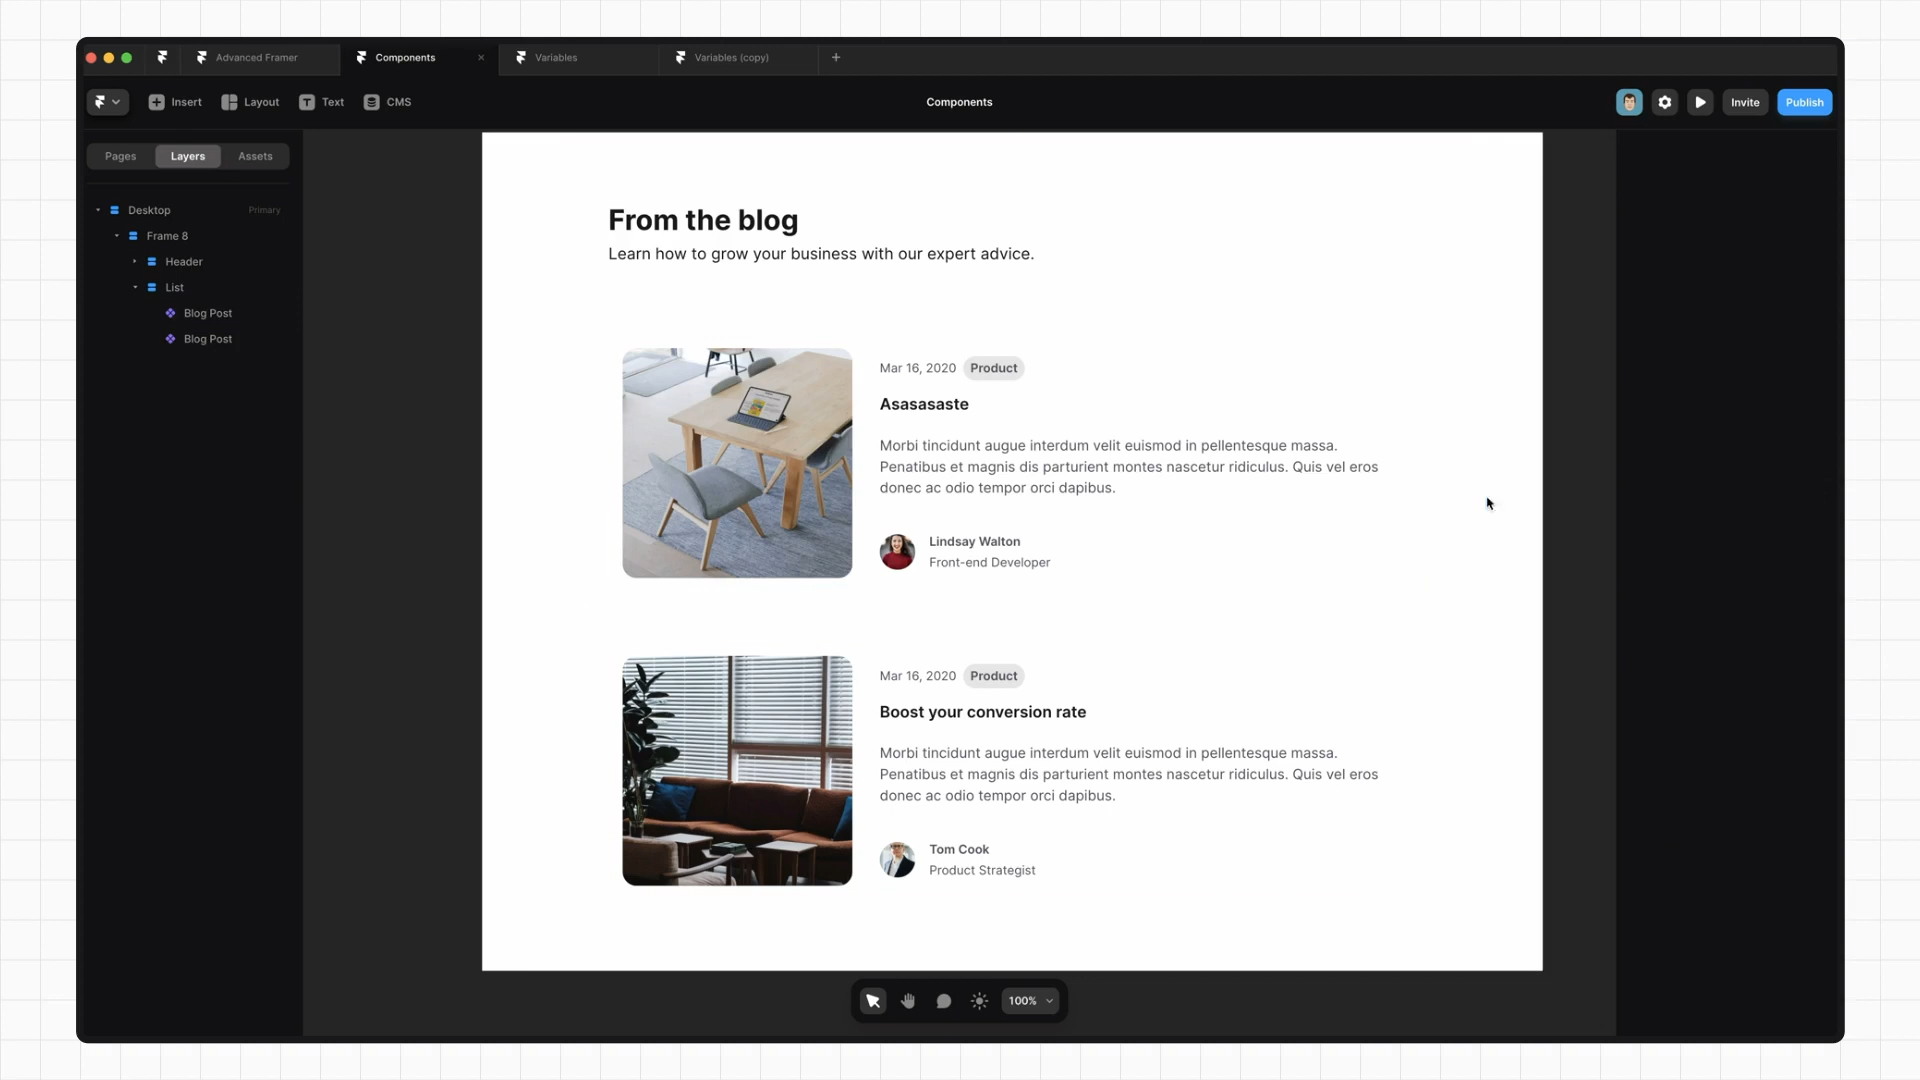 Advanced Framer
Components
Variables
Variables (copy)
Insert
Layout
Text
CMS
Components
Invite
Publish
Pages
Layers
Assets
Desktop
Primary
Frame 8
Header
List
Blog Post
Blog Post
From the blog
Learn how to grow your business with our expert advice.
Mar 16, 2020
Product
Asasasaste
Morbi tincidunt augue interdum velit euismod in pellentesque massa.
Penatibus et magnis dis parturient montes nascetur ridiculus. Quis vel eros
donec ac odio tempor orci dapibus.
Lindsay Walton
Front-end Developer
Mar 16, 2020
Product
Boost your conversion rate
Morbi tincidunt augue interdum velit euismod in pellentesque massa.
Penatibus et magnis dis parturient montes nascetur ridiculus. Quis vel eros
donec ac odio tempor orci dapibus.
Tom Cook
Product Strategist
100%